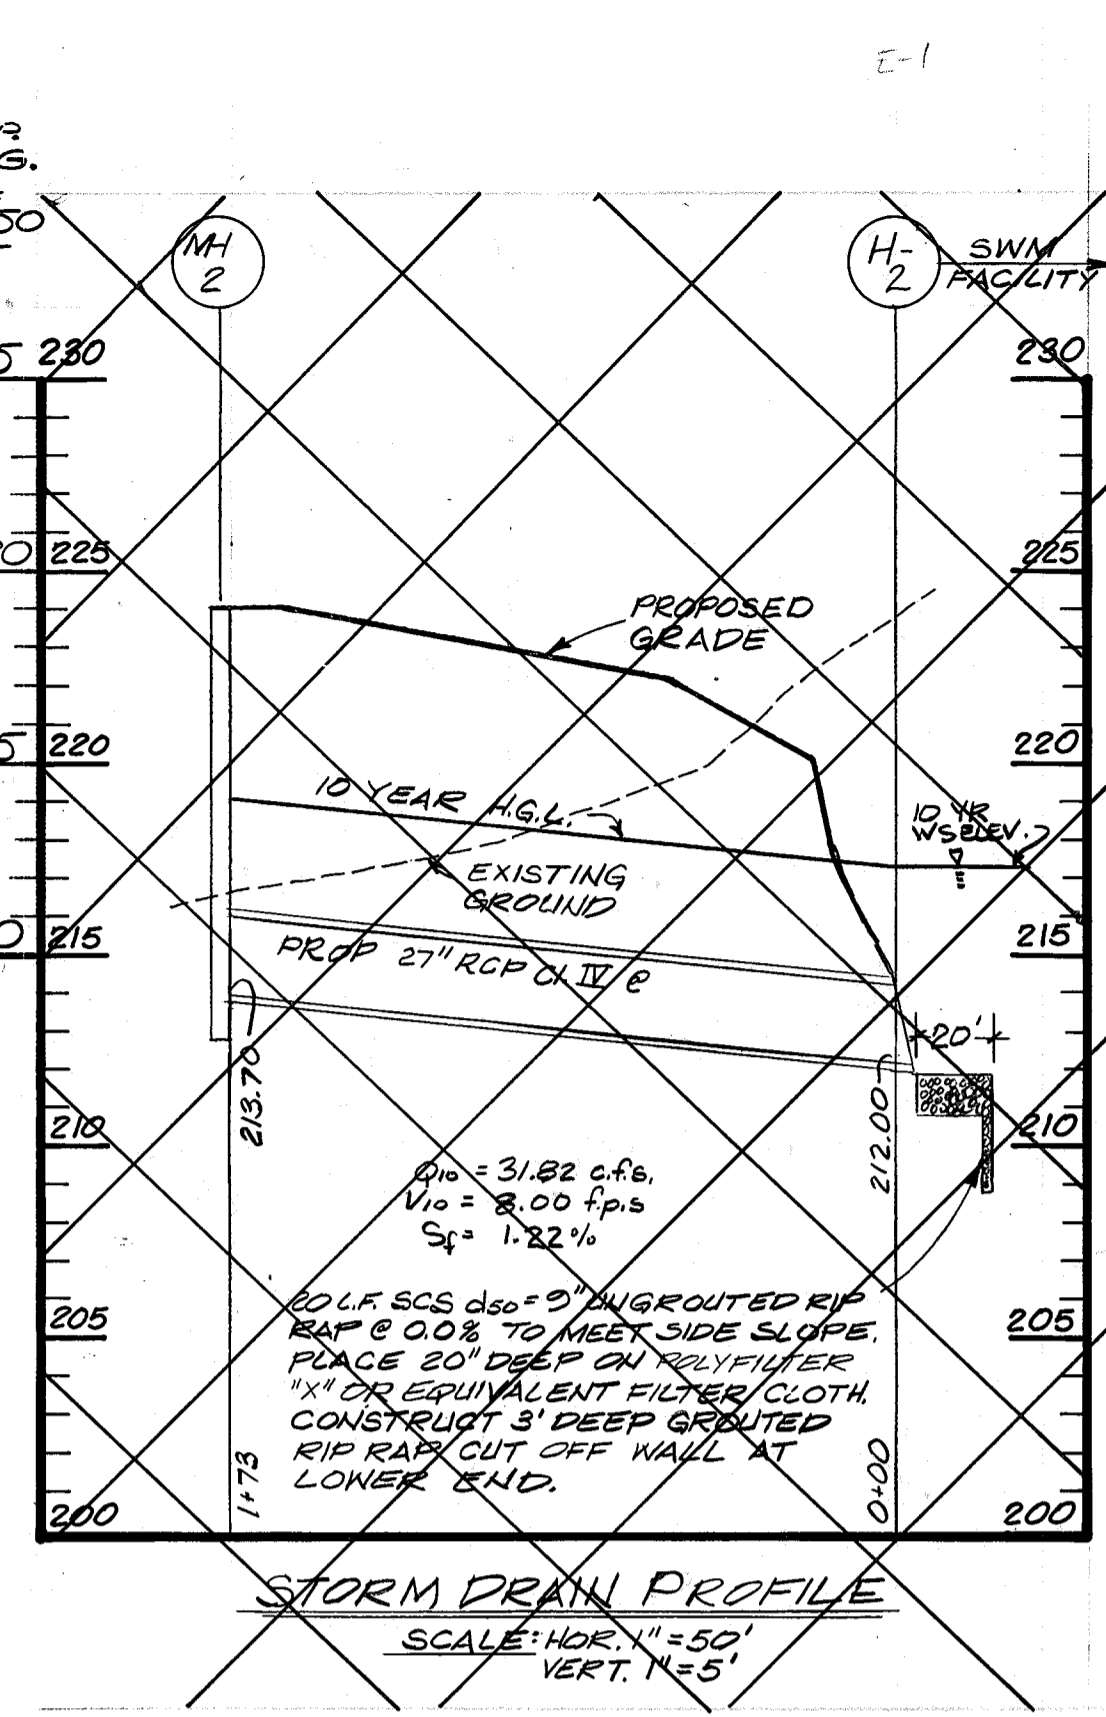 E-1
G.
50
MH
2
H-
2
SWM
FACILITY
230
230
225
225
PROPOSED
GRADE
220
220
10 YEAR H.G.L.
10 YR
WS ELEV.
EXISTING
GROUND
215
215
PROP 27" RCP CL. IV @
20'
213.70
212.00
210
210
Q10 = 31.82 c.f.s.
V10 = 8.00 f.p.s
Sf = 1.22%
20 L.F. SCS d50 = 9" UNGROUTED RIP
RAP @ 0.0% TO MEET SIDE SLOPE.
PLACE 20" DEEP ON POLYFILTER
"X" OR EQUIVALENT FILTER CLOTH.
CONSTRUCT 3' DEEP GROUTED
RIP RAP CUT OFF WALL AT
LOWER END.
205
205
1+73
0+00
200
200
STORM DRAIN PROFILE
SCALE: HOR. 1" = 50'
VERT. 1" = 5'